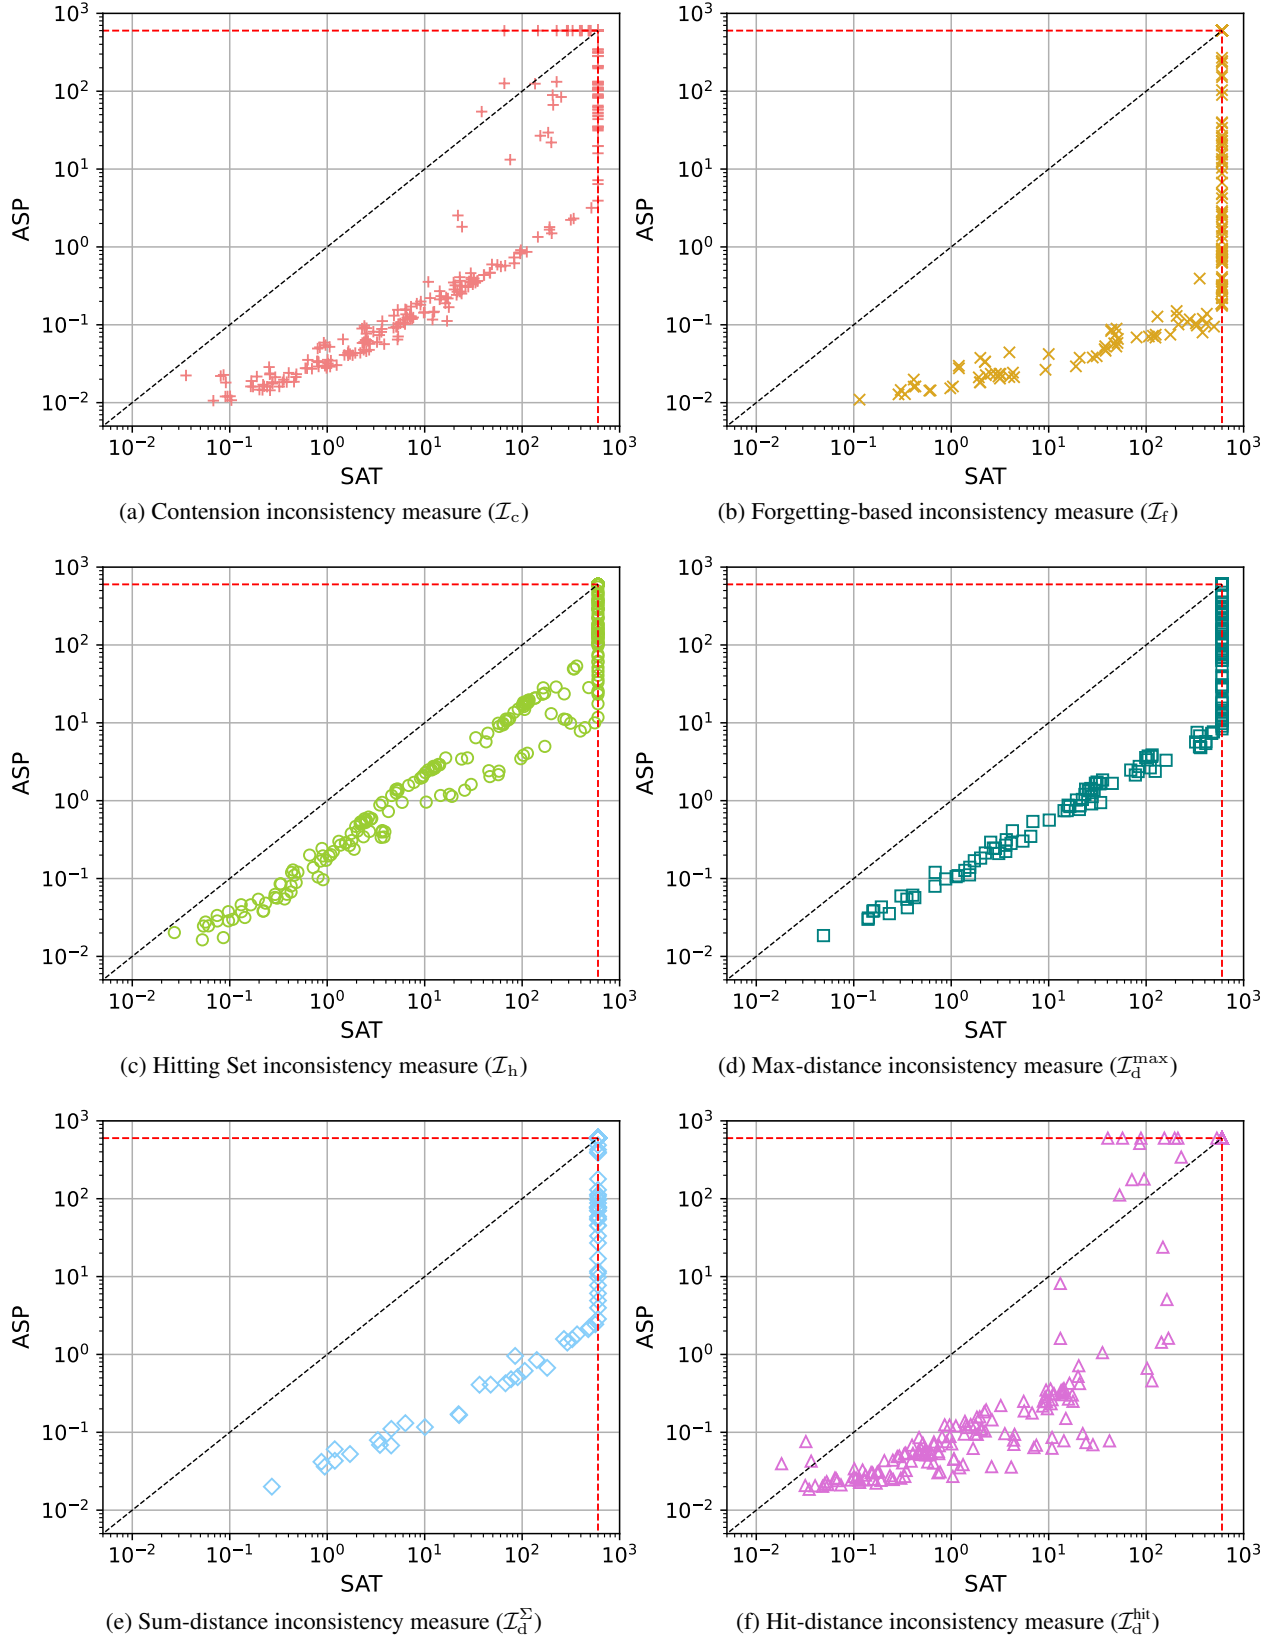 10³
10²
10¹
10⁰
10⁻¹
10⁻²
ASP
10⁻² 10⁻¹ 10⁰ 10¹ 10² 10³
SAT
(a) Contension inconsistency measure (𝓘c)
10³
10²
10¹
10⁰
10⁻¹
10⁻²
ASP
10⁻² 10⁻¹ 10⁰ 10¹ 10² 10³
SAT
(b) Forgetting-based inconsistency measure (𝓘f)
10³
10²
10¹
10⁰
10⁻¹
10⁻²
ASP
10⁻² 10⁻¹ 10⁰ 10¹ 10² 10³
SAT
(c) Hitting Set inconsistency measure (𝓘h)
10³
10²
10¹
10⁰
10⁻¹
10⁻²
ASP
10⁻² 10⁻¹ 10⁰ 10¹ 10² 10³
SAT
(d) Max-distance inconsistency measure (𝓘d^max)
10³
10²
10¹
10⁰
10⁻¹
10⁻²
ASP
10⁻² 10⁻¹ 10⁰ 10¹ 10² 10³
SAT
(e) Sum-distance inconsistency measure (𝓘d^Σ)
10³
10²
10¹
10⁰
10⁻¹
10⁻²
ASP
10⁻² 10⁻¹ 10⁰ 10¹ 10² 10³
SAT
(f) Hit-distance inconsistency measure (𝓘d^hit)